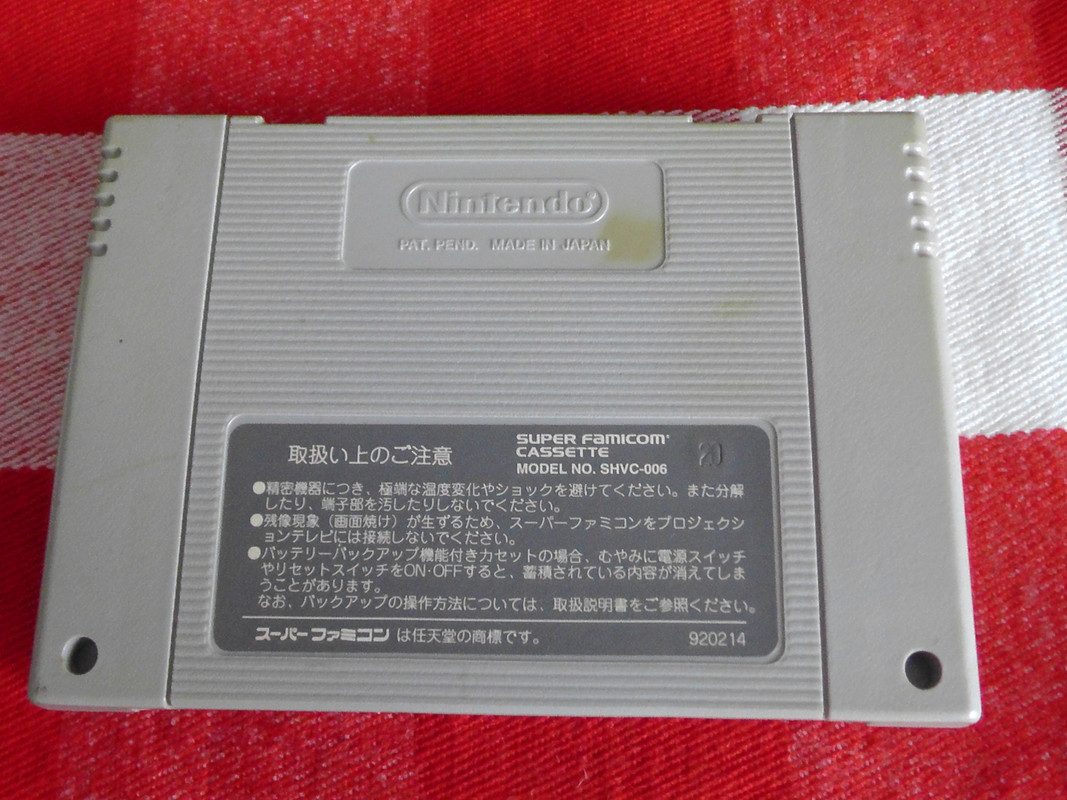 Nintendo®
PAT. PEND. MADE IN JAPAN
取扱い上のご注意
SUPER FAMICOM®
CASSETTE
MODEL NO. SHVC-006
20
●精密機器につき、極端な温度変化やショックを避けてください。また分解
したり、端子部を汚したりしないでください。
●残像現象（画面焼け）が生ずるため、スーパーファミコンをプロジェクシ
ョンテレビには接続しないでください。
●バッテリーバックアップ機能付きカセットの場合、むやみに電源スイッチ
やリセットスイッチをON·OFFすると、蓄積されている内容が消えてしま
うことがあります。
なお、バックアップの操作方法については、取扱説明書をご参照ください。
スーパーファミコン は任天堂の商標です。
920214